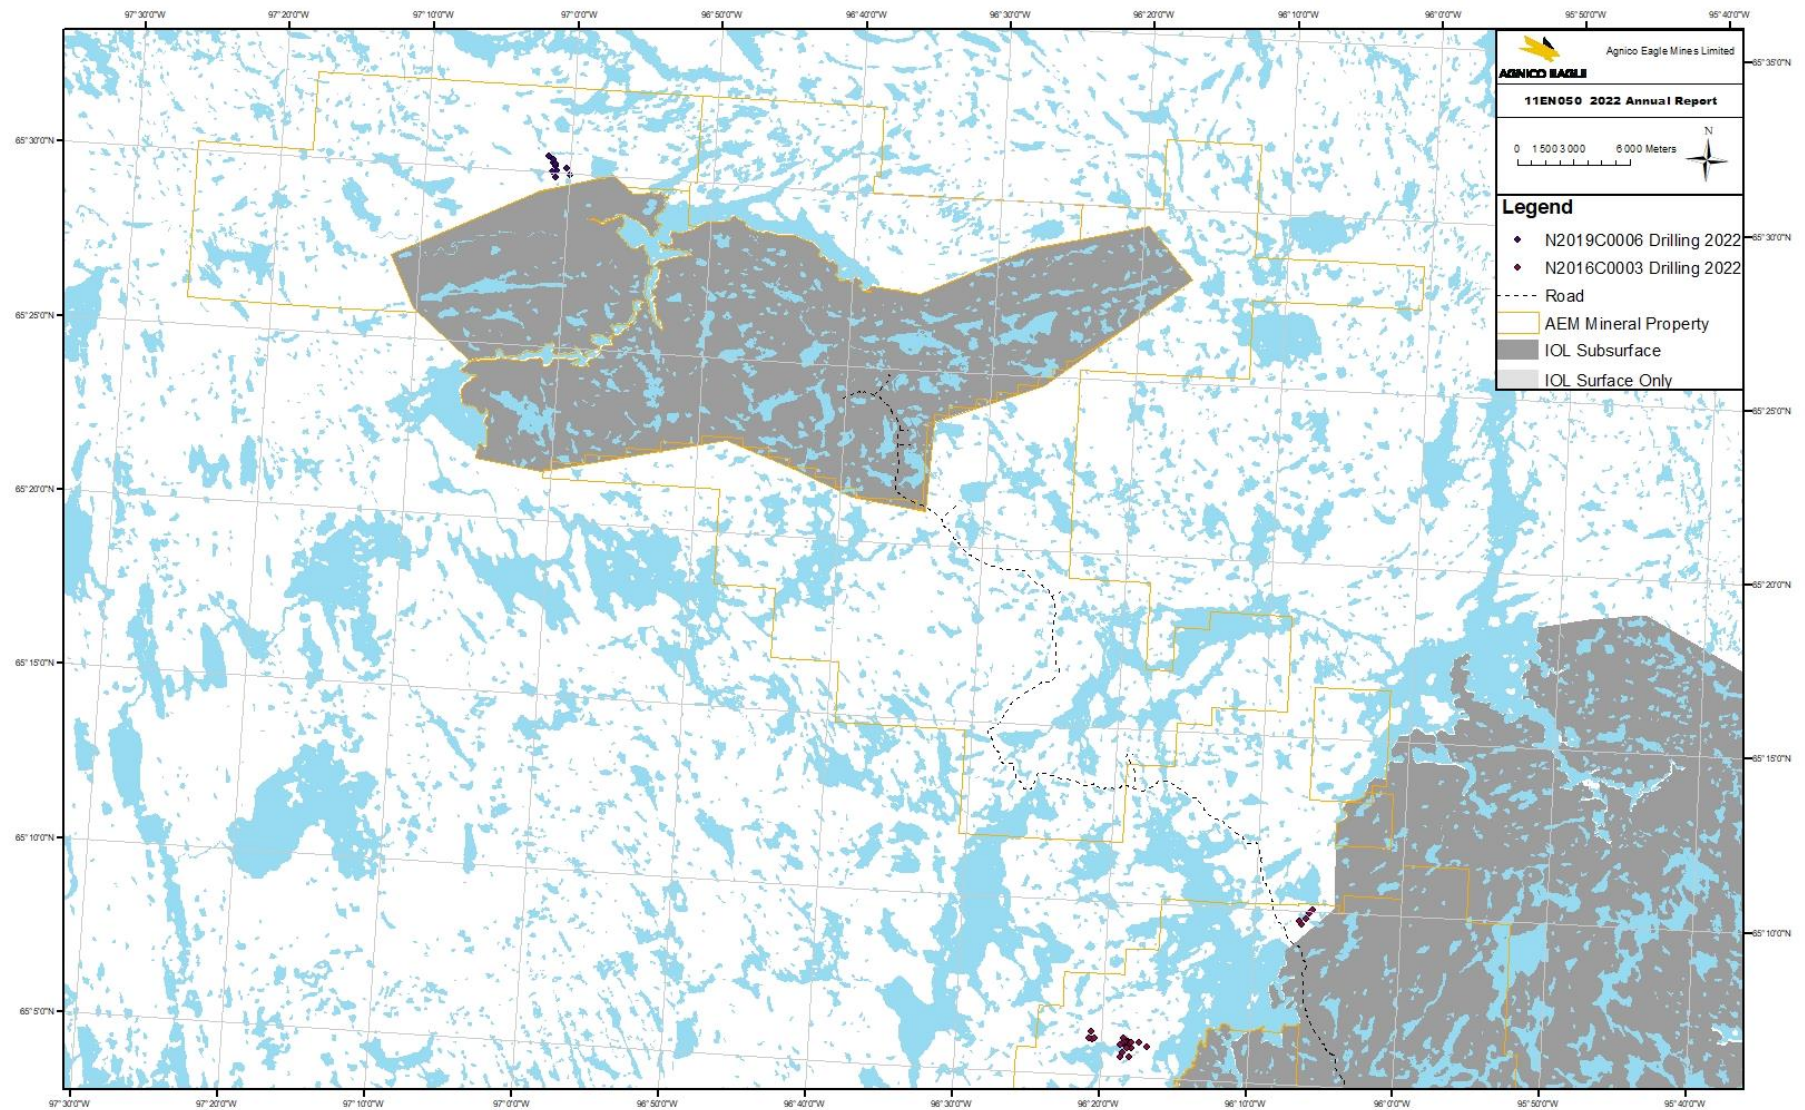 97°30'0"W 97°20'0"W 97°10'0"W 97°0'0"W 96°50'0"W 96°40'0"W 96°30'0"W 96°20'0"W 96°10'0"W 96°0'0"W 95°50'0"W 95°40'0"W
AGNICO EAGLE
Agnico Eagle Mines Limited
11EN050 2022 Annual Report
N
0 1 500 3 000 6 000 Meters
Legend
N2019C0006 Drilling 2022
N2016C0003 Drilling 2022
Road
AEM Mineral Property
IOL Subsurface
IOL Surface Only
65°30'0"N
65°25'0"N
65°20'0"N
65°15'0"N
65°10'0"N
65°5'0"N
65°35'0"N
65°30'0"N
65°25'0"N
65°20'0"N
65°15'0"N
65°10'0"N
97°30'0"W 97°20'0"W 97°10'0"W 97°0'0"W 96°50'0"W 96°40'0"W 96°30'0"W 96°20'0"W 96°10'0"W 96°0'0"W 95°50'0"W 95°40'0"W